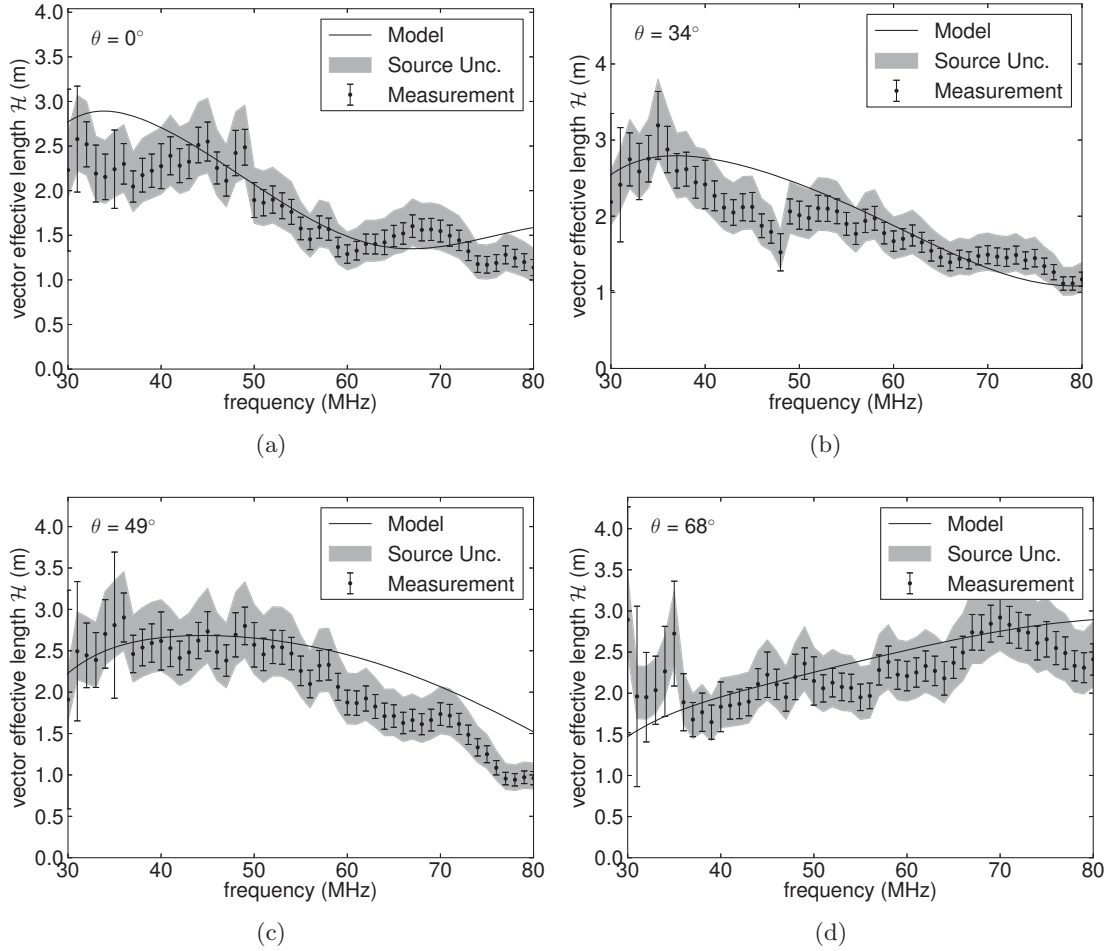 θ = 0°
Model
Source Unc.
Measurement
vector effective length ℋ (m)
4.0
3.5
3.0
2.5
2.0
1.5
1.0
0.5
0.0
30 40 50 60 70 80
frequency (MHz)
(a)
θ = 34°
Model
Source Unc.
Measurement
vector effective length ℋ (m)
4
3
2
1
0
30 40 50 60 70 80
frequency (MHz)
(b)
θ = 49°
Model
Source Unc.
Measurement
vector effective length ℋ (m)
4.0
3.5
3.0
2.5
2.0
1.5
1.0
0.5
0.0
30 40 50 60 70 80
frequency (MHz)
(c)
θ = 68°
Model
Source Unc.
Measurement
vector effective length ℋ (m)
4.0
3.5
3.0
2.5
2.0
1.5
1.0
0.5
0.0
30 40 50 60 70 80
frequency (MHz)
(d)